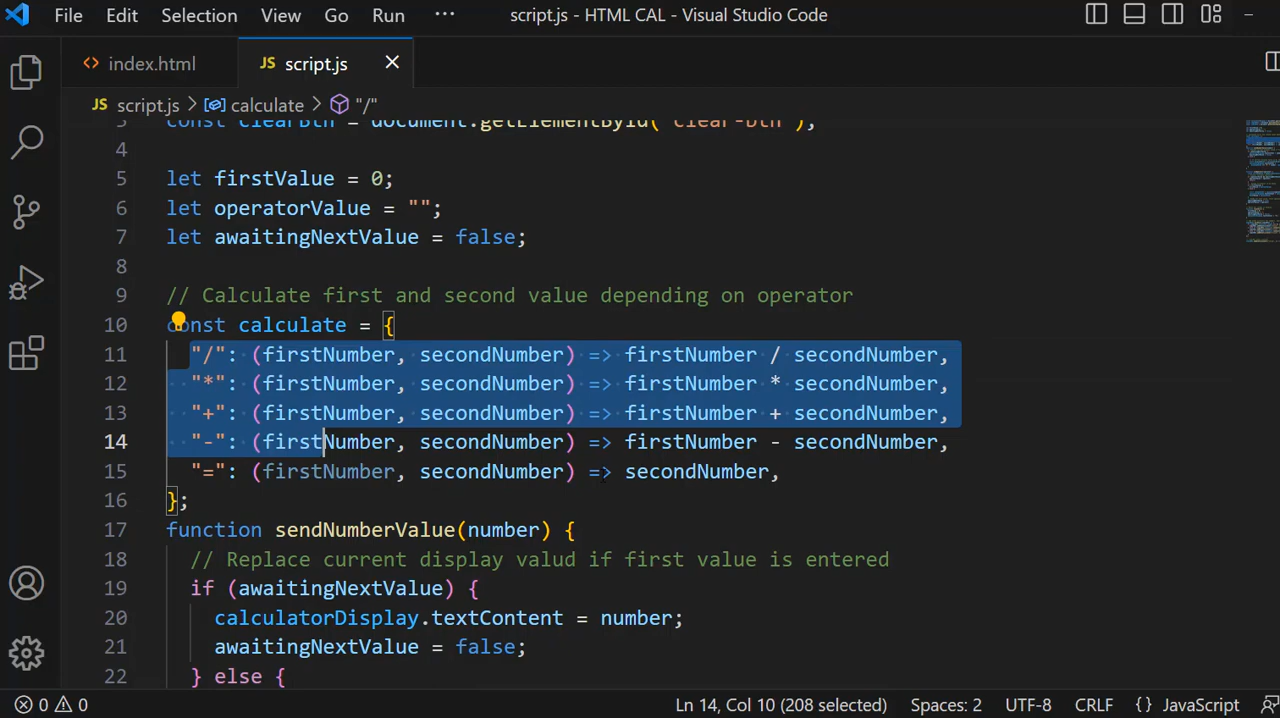 File Edit Selection View Go Run ··· script.js - HTML CAL - Visual Studio Code
<> index.html JS script.js ×
JS script.js > calculate > "/"
3 const clearBtn = document.getElementById('clear-btn');
4
5 let firstValue = 0;
6 let operatorValue = "";
7 let awaitingNextValue = false;
8
9 // Calculate first and second value depending on operator
10 const calculate = {
11 "/": (firstNumber, secondNumber) => firstNumber / secondNumber,
12 "*": (firstNumber, secondNumber) => firstNumber * secondNumber,
13 "+": (firstNumber, secondNumber) => firstNumber + secondNumber,
14 "-": (firstNumber, secondNumber) => firstNumber - secondNumber,
15 "=": (firstNumber, secondNumber) => secondNumber,
16 };
17 function sendNumberValue(number) {
18 // Replace current display valud if first value is entered
19 if (awaitingNextValue) {
20 calculatorDisplay.textContent = number;
21 awaitingNextValue = false;
22 } else {
0 0 Ln 14, Col 10 (208 selected) Spaces: 2 UTF-8 CRLF {} JavaScript